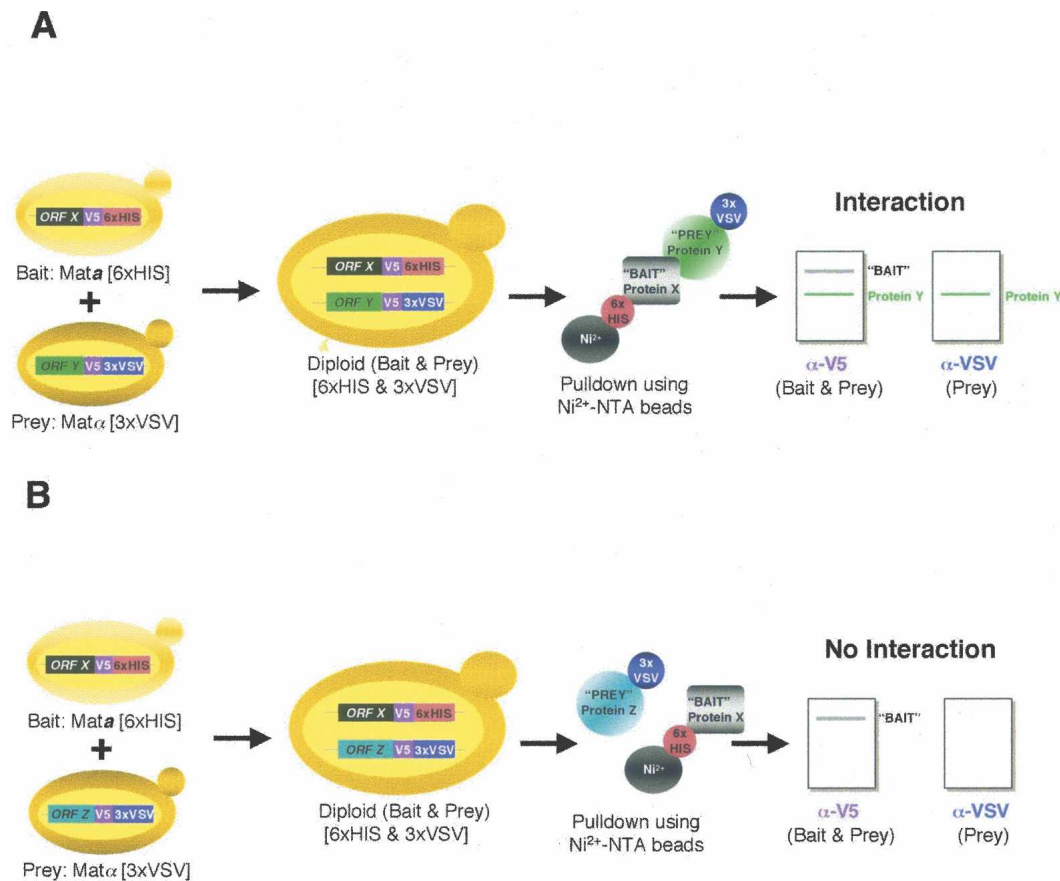 A
ORF X V5 6xHIS
Bait: Mata [6xHIS]
+
ORF Y V5 3xVSV
Prey: Matα [3xVSV]
ORF X V5 6xHIS
ORF Y V5 3xVSV
Diploid (Bait & Prey)
[6xHIS & 3xVSV]
3x
VSV
"PREY"
Protein Y
"BAIT"
Protein X
6x
HIS
Ni²⁺
Pulldown using
Ni²⁺-NTA beads
Interaction
"BAIT"
Protein Y
Protein Y
α-V5
(Bait & Prey)
α-VSV
(Prey)
B
ORF X V5 6xHIS
Bait: Mata [6xHIS]
+
ORF Z V5 3xVSV
Prey: Matα [3xVSV]
ORF X V5 6xHIS
ORF Z V5 3xVSV
Diploid (Bait & Prey)
[6xHIS & 3xVSV]
3x
VSV
"PREY"
Protein Z
"BAIT"
Protein X
6x
HIS
Ni²⁺
Pulldown using
Ni²⁺-NTA beads
No Interaction
"BAIT"
α-V5
(Bait & Prey)
α-VSV
(Prey)